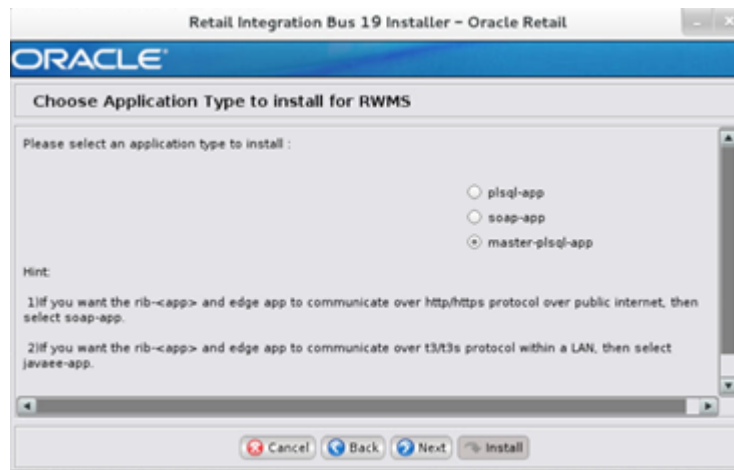 Retail Integration Bus 19 Installer – Oracle Retail
ORACLE
Choose Application Type to install for RWMS
Please select an application type to install :
plsql-app
soap-app
master-plsql-app
Hint:
1)If you want the rib-<app> and edge app to communicate over http/https protocol over public internet, then
select soap-app.
2)If you want the rib-<app> and edge app to communicate over t3/t3s protocol within a LAN, then select
javaee-app.
Cancel Back Next Install